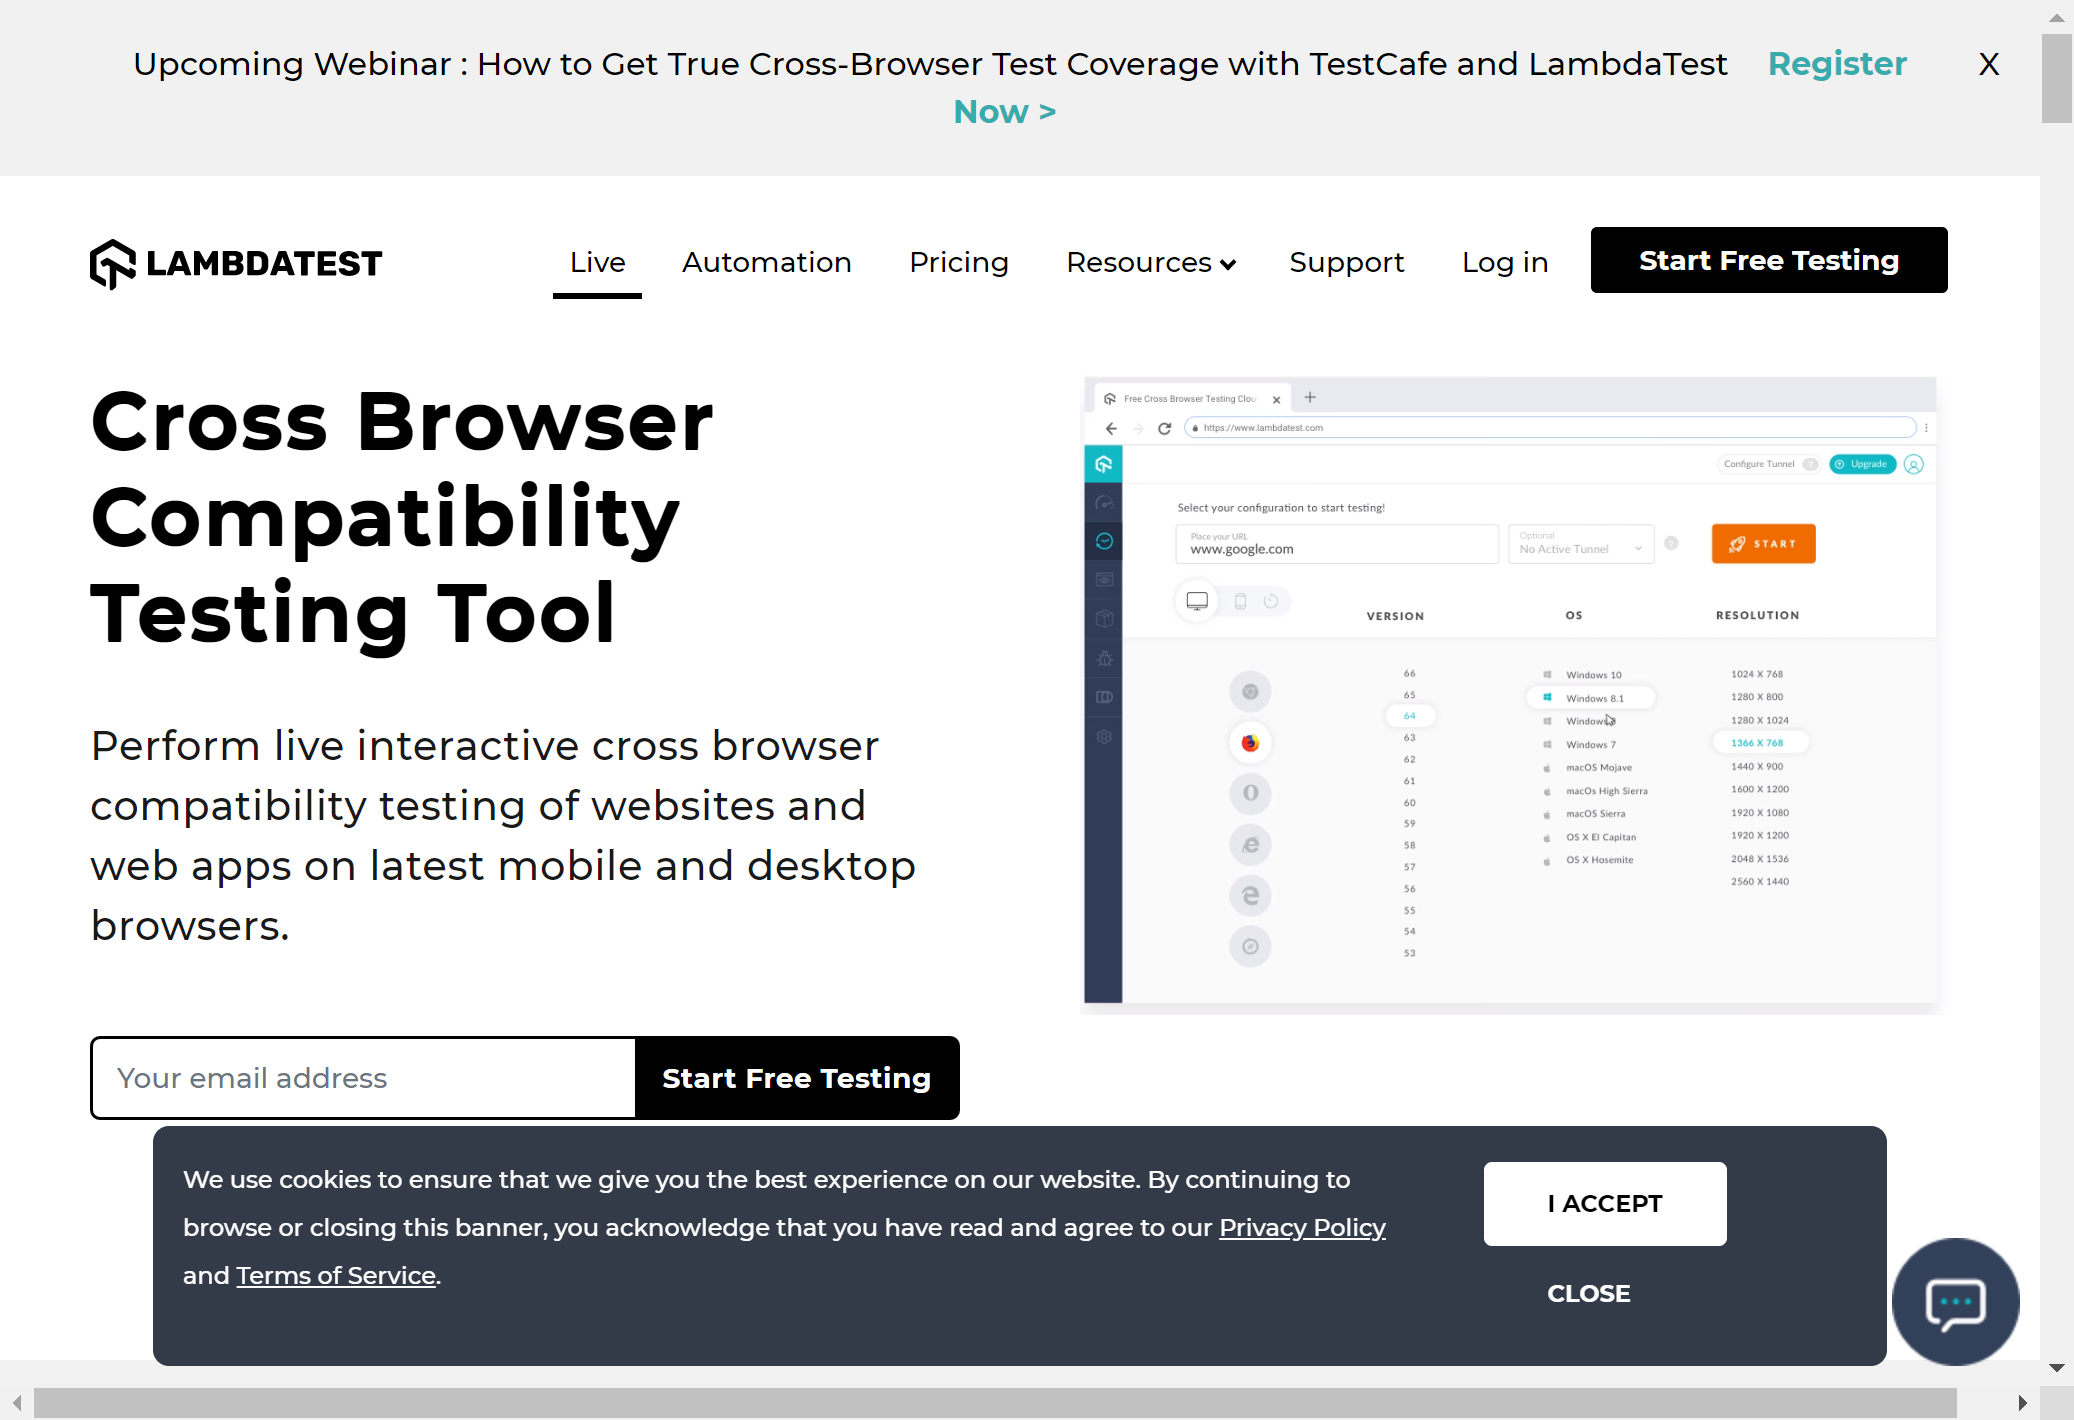 Upcoming Webinar : How to Get True Cross-Browser Test Coverage with TestCafe and LambdaTest Register X
Now >
LAMBDATEST Live Automation Pricing Resources Support Log in Start Free Testing
Cross Browser
Compatibility
Testing Tool
Perform live interactive cross browser
compatibility testing of websites and
web apps on latest mobile and desktop
browsers.
Your email address Start Free Testing
Free Cross Browser Testing Clou
https://www.lambdatest.com
Configure Tunnel ? Upgrade
Select your configuration to start testing!
Place your URL
www.google.com
Optional
No Active Tunnel
?
START
VERSION OS RESOLUTION
66
65
64
63
62
61
60
59
58
57
56
55
54
53
Windows 10
Windows 8.1
Windows
Windows 7
macOS Mojave
macOs High Sierra
macOS Sierra
OS X El Capitan
OS X Hosemite
1024 X 768
1280 X 800
1280 X 1024
1366 X 768
1440 X 900
1600 X 1200
1920 X 1080
1920 X 1200
2048 X 1536
2560 X 1440
We use cookies to ensure that we give you the best experience on our website. By continuing to
browse or closing this banner, you acknowledge that you have read and agree to our Privacy Policy
and Terms of Service.
I ACCEPT
CLOSE